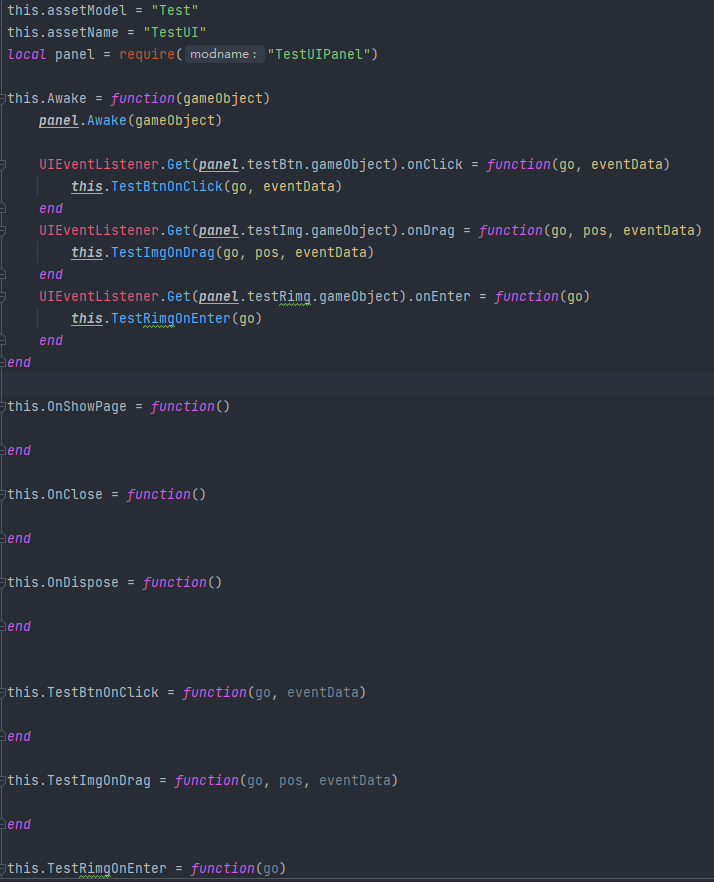 this.assetModel = "Test"
this.assetName = "TestUI"
local panel = require( modname: "TestUIPanel")
this.Awake = function(gameObject)
panel.Awake(gameObject)
UIEventListener.Get(panel.testBtn.gameObject).onClick = function(go, eventData)
this.TestBtnOnClick(go, eventData)
end
UIEventListener.Get(panel.testImg.gameObject).onDrag = function(go, pos, eventData)
this.TestImgOnDrag(go, pos, eventData)
end
UIEventListener.Get(panel.testRimg.gameObject).onEnter = function(go)
this.TestRimgOnEnter(go)
end
end
this.OnShowPage = function()
end
this.OnClose = function()
end
this.OnDispose = function()
end
this.TestBtnOnClick = function(go, eventData)
end
this.TestImgOnDrag = function(go, pos, eventData)
end
this.TestRimgOnEnter = function(go)